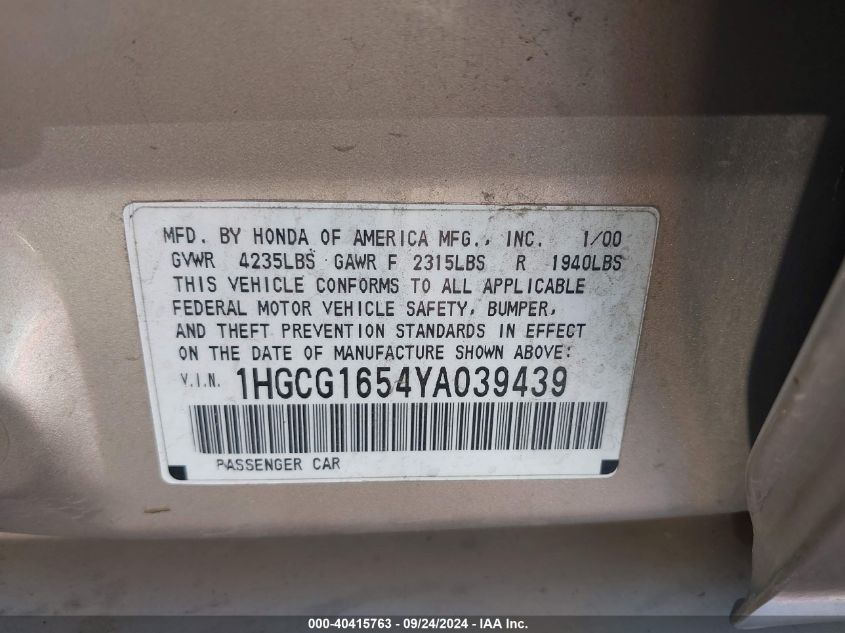 MFD. BY HONDA OF AMERICA MFG., INC. 1/00
GVWR 4235LBS GAWR F 2315LBS R 1940LBS
THIS VEHICLE CONFORMS TO ALL APPLICABLE
FEDERAL MOTOR VEHICLE SAFETY, BUMPER,
AND THEFT PREVENTION STANDARDS IN EFFECT
ON THE DATE OF MANUFACTURE SHOWN ABOVE:
V.I.N. 1HGCG1654YA039439
PASSENGER CAR
000-40415763 - 09/24/2024 - © IAA Inc.